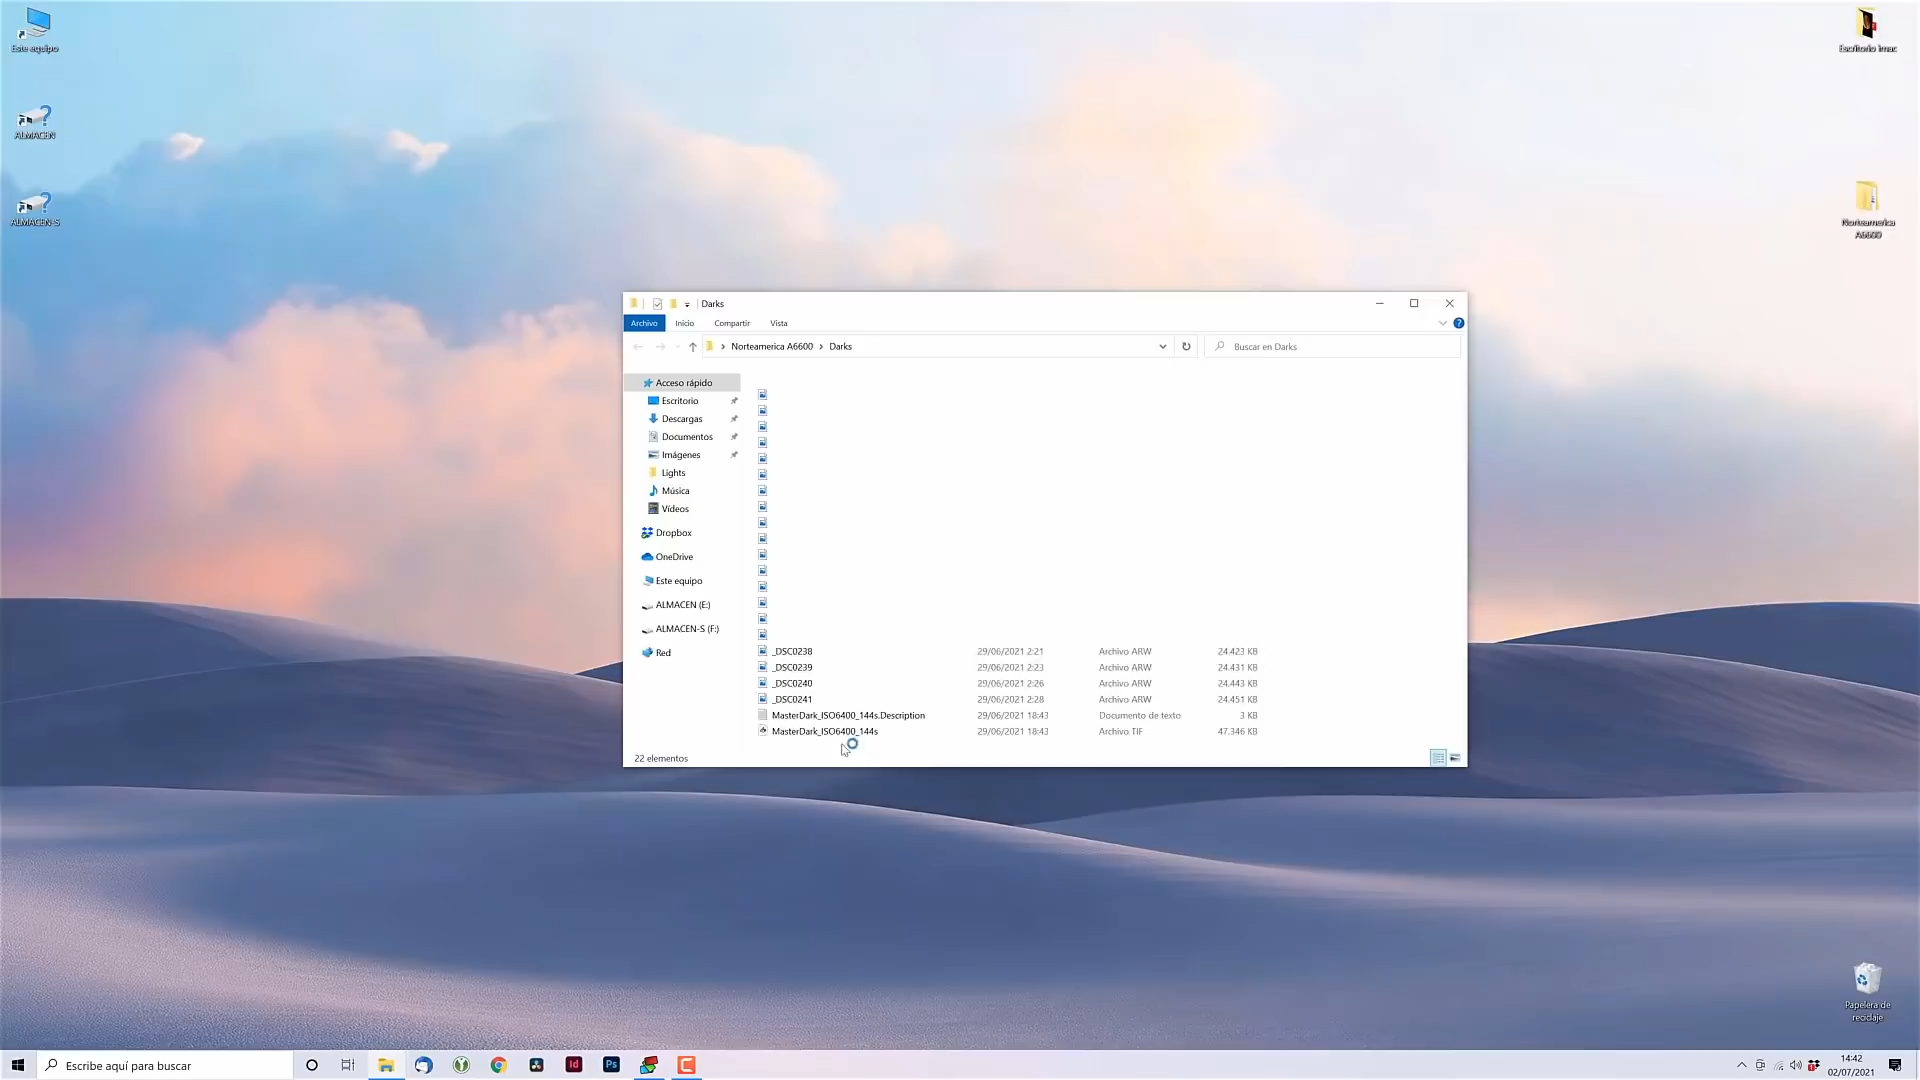 Este equipo
ALMACEN
ALMACEN-S
Escritorio imac
Norteamerica
A6600
Darks
Archivo
Inicio
Compartir
Vista
Norteamerica A6600 > Darks
Buscar en Darks
Acceso rápido
Escritorio
Descargas
Documentos
Imágenes
Lights
Música
Vídeos
Dropbox
OneDrive
Este equipo
ALMACEN (E:)
ALMACEN-S (F:)
Red
_DSC0238 29/06/2021 2:21 Archivo ARW 24.423 KB
_DSC0239 29/06/2021 2:23 Archivo ARW 24.431 KB
_DSC0240 29/06/2021 2:26 Archivo ARW 24.443 KB
_DSC0241 29/06/2021 2:28 Archivo ARW 24.451 KB
MasterDark_ISO6400_144s.Description 29/06/2021 18:43 Documento de texto 3 KB
MasterDark_ISO6400_144s 29/06/2021 18:43 Archivo TIF 47.346 KB
22 elementos
Papelera de
reciclaje
Escribe aquí para buscar
Id
Ps
14:42
02/07/2021